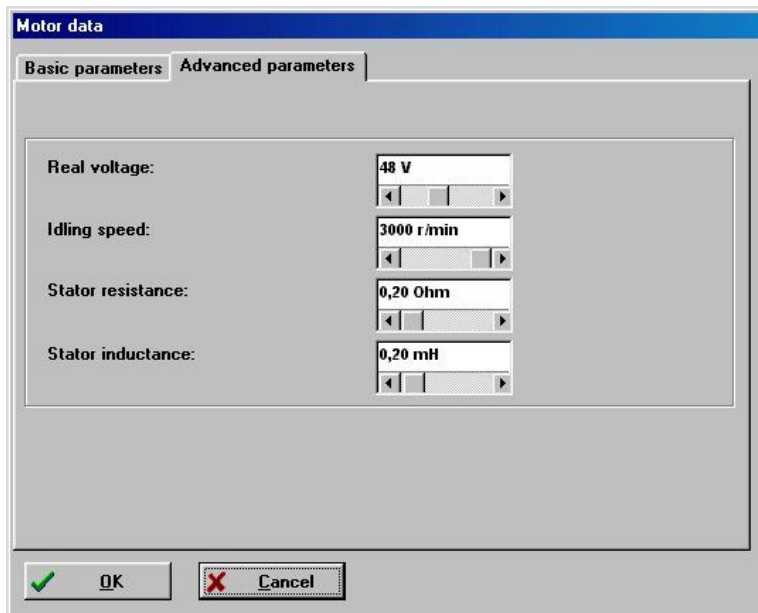 Motor data
Basic parameters
Advanced parameters
Real voltage:
48 V
Idling speed:
3000 r/min
Stator resistance:
0,20 Ohm
Stator inductance:
0,20 mH
OK
Cancel